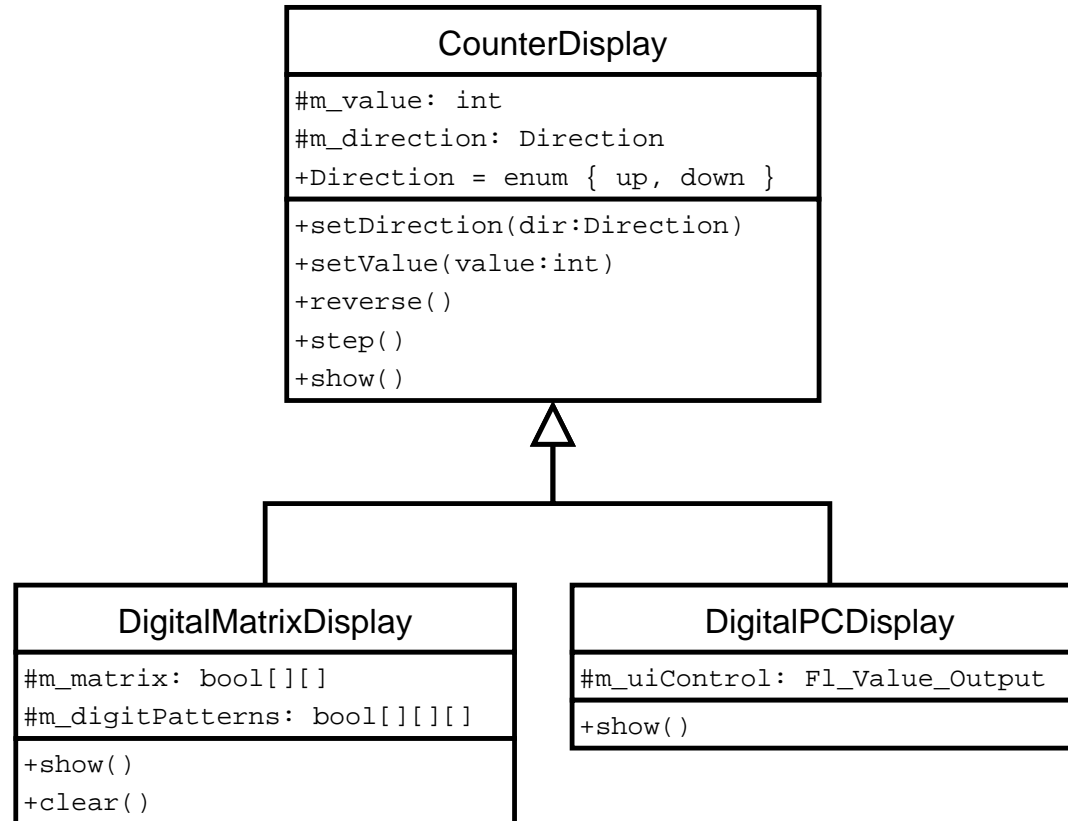 CounterDisplay
#m_value: int
#m_direction: Direction
+Direction = enum { up, down }
+setDirection(dir:Direction)
+setValue(value:int)
+reverse()
+step()
+show()
DigitalMatrixDisplay
#m_matrix: bool[][]
#m_digitPatterns: bool[][][]
+show()
+clear()
DigitalPCDisplay
#m_uiControl: Fl_Value_Output
+show()